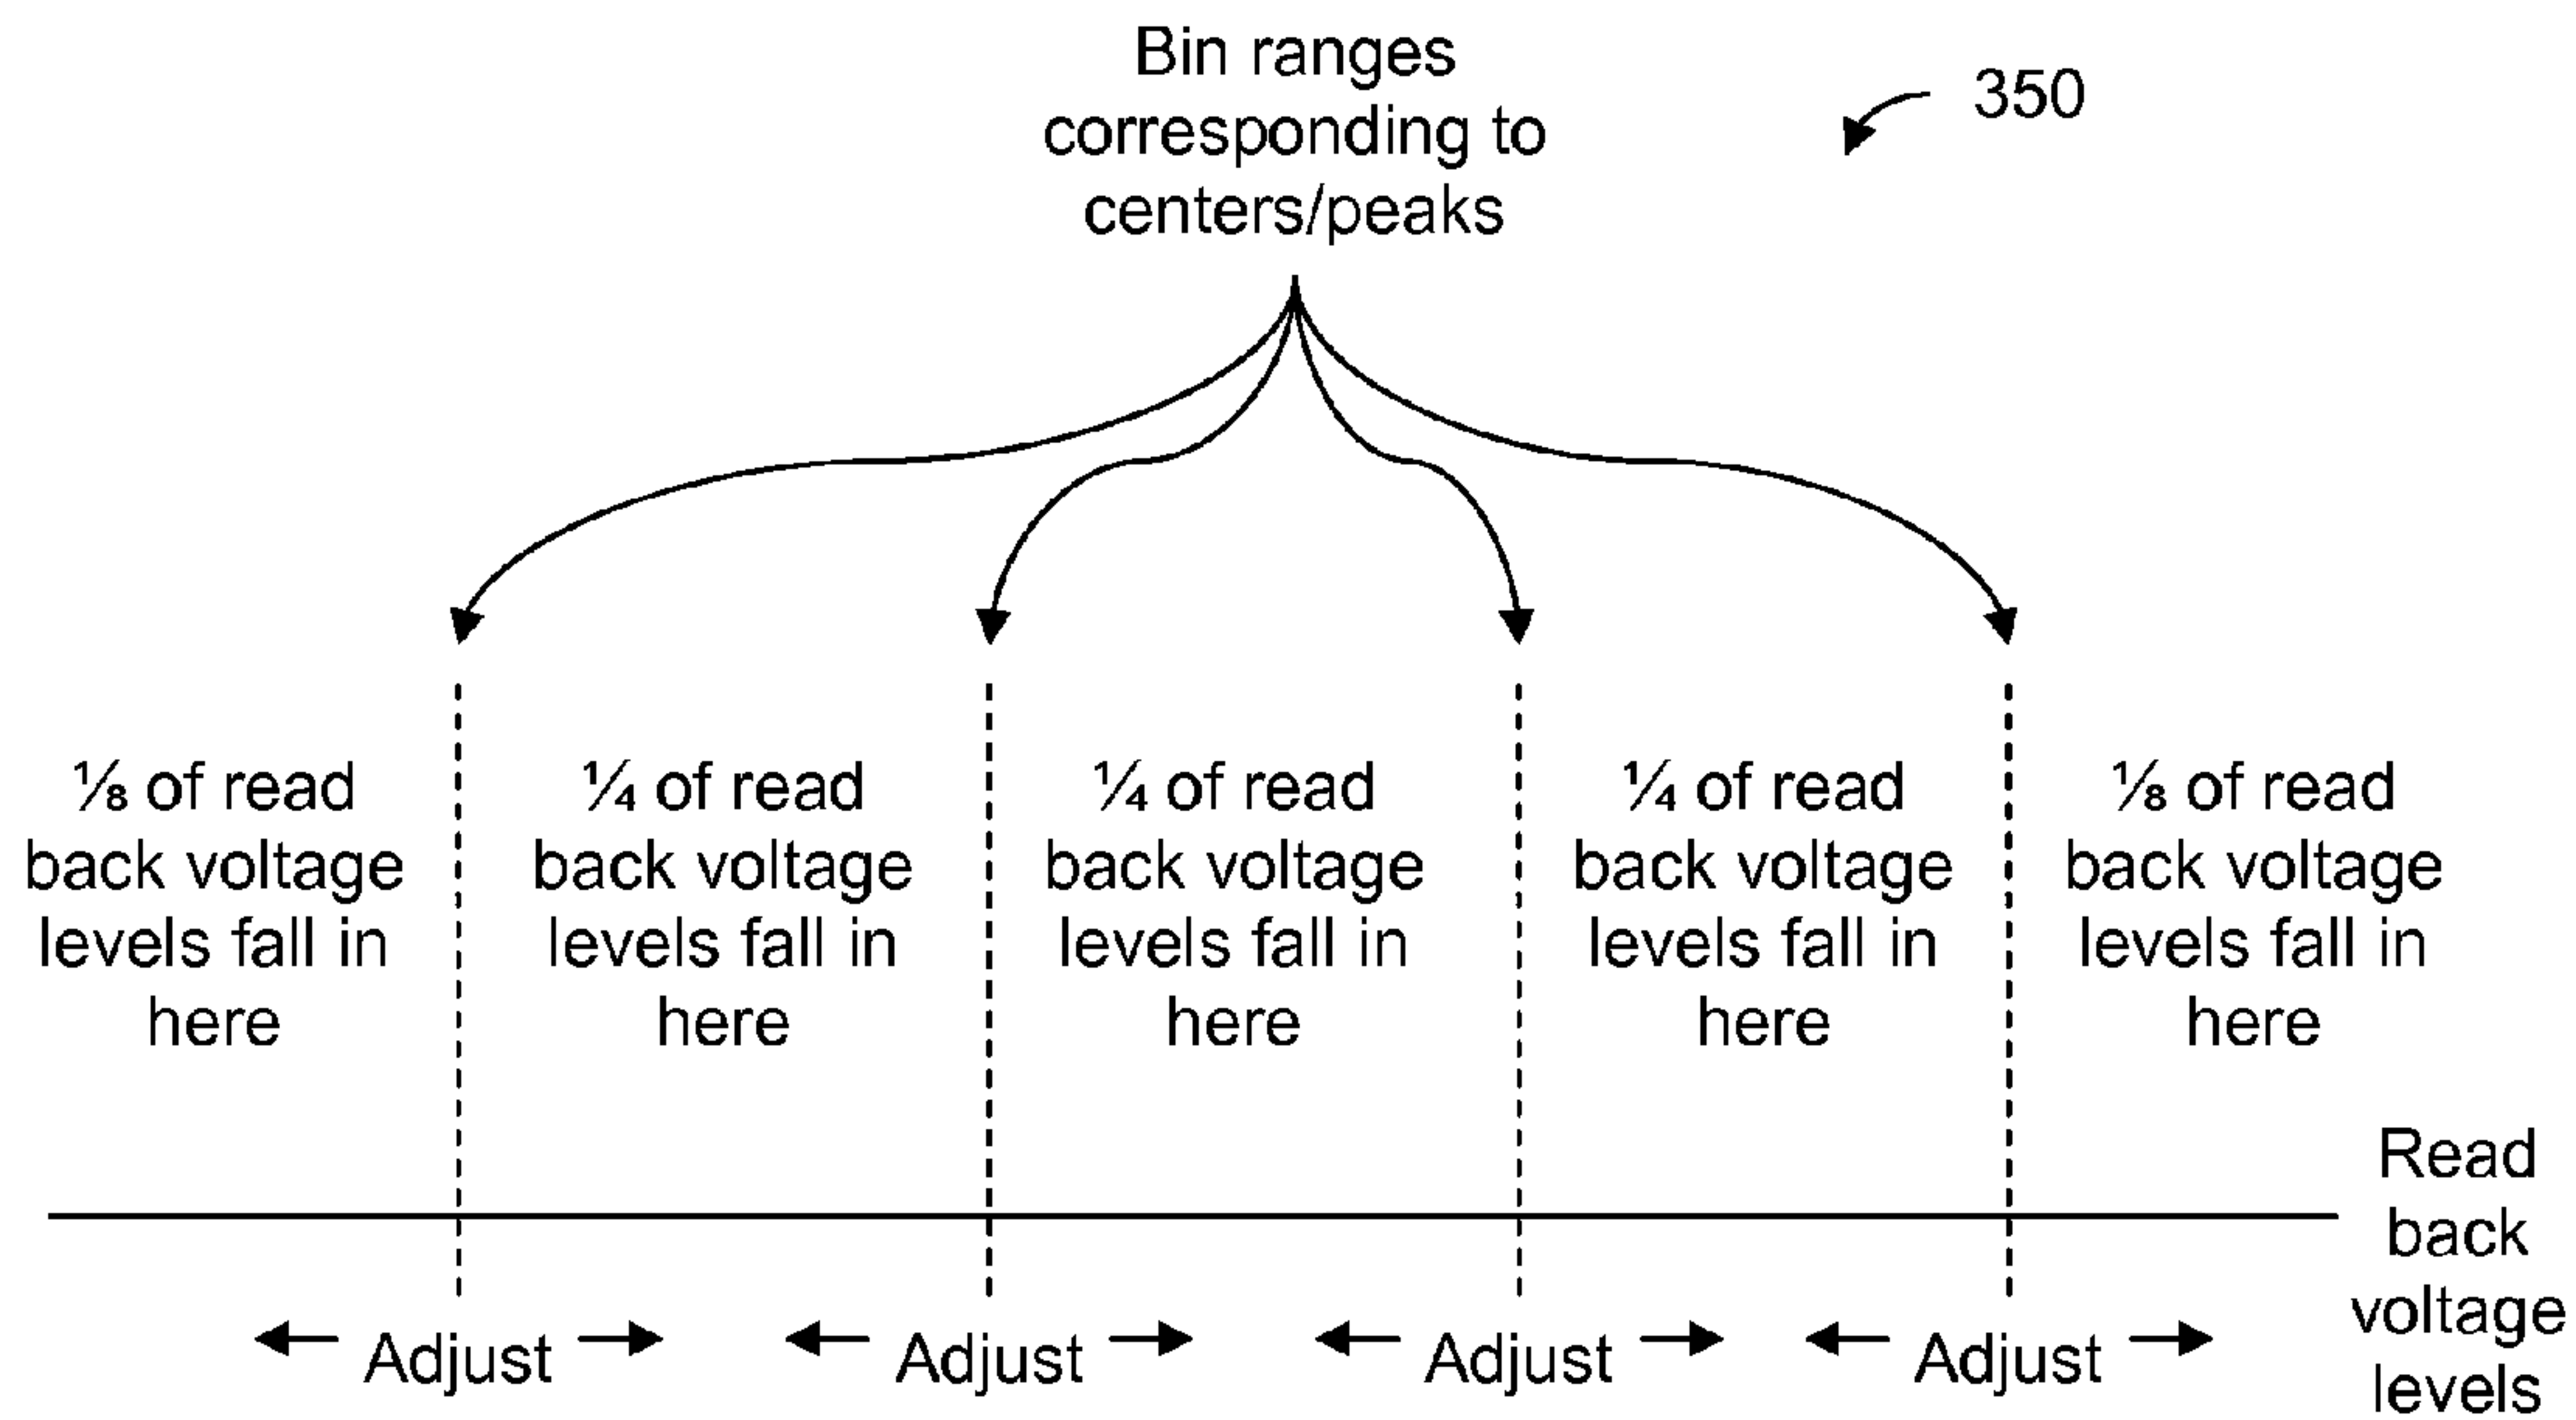 Bin ranges
corresponding to
centers/peaks
350
⅛ of read
back voltage
levels fall in
here
¼ of read
back voltage
levels fall in
here
¼ of read
back voltage
levels fall in
here
¼ of read
back voltage
levels fall in
here
⅛ of read
back voltage
levels fall in
here
Read
back
voltage
levels
Adjust
Adjust
Adjust
Adjust